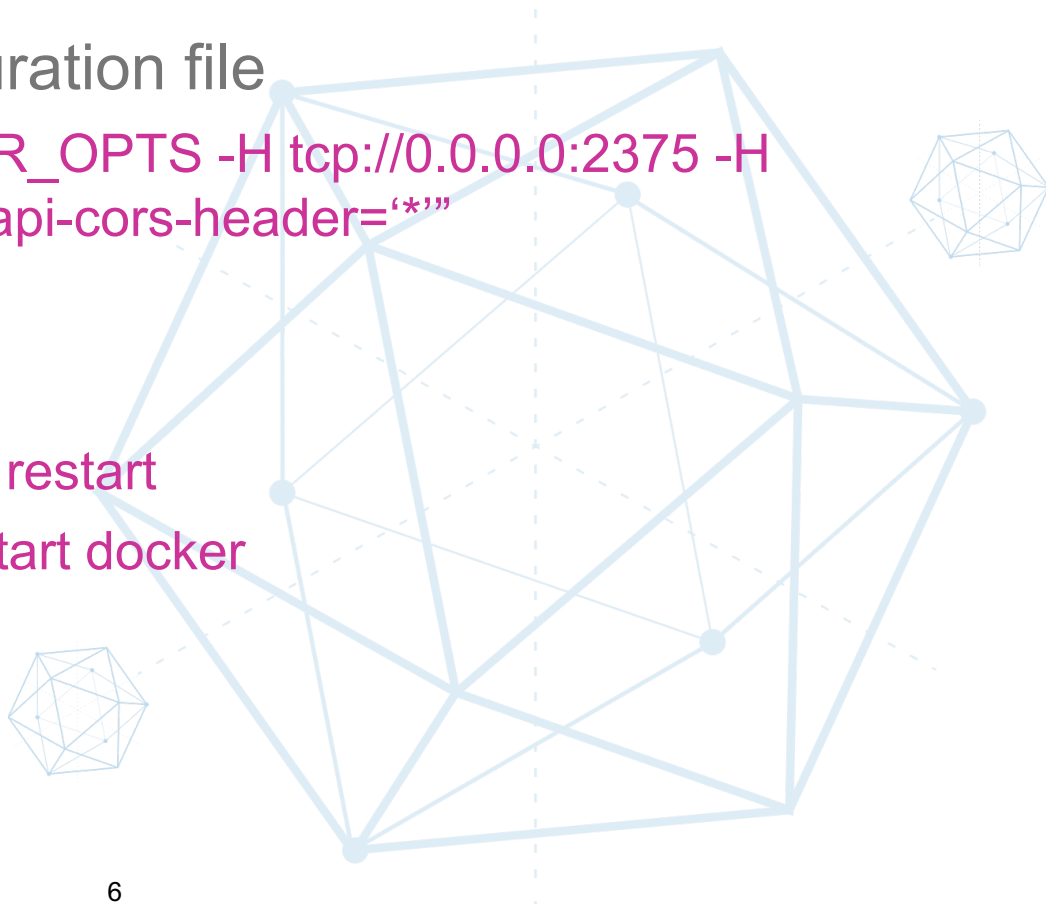 uration file
R_OPTS -H tcp://0.0.0.0:2375 -H
api-cors-header=‘*’”
restart
tart docker
6